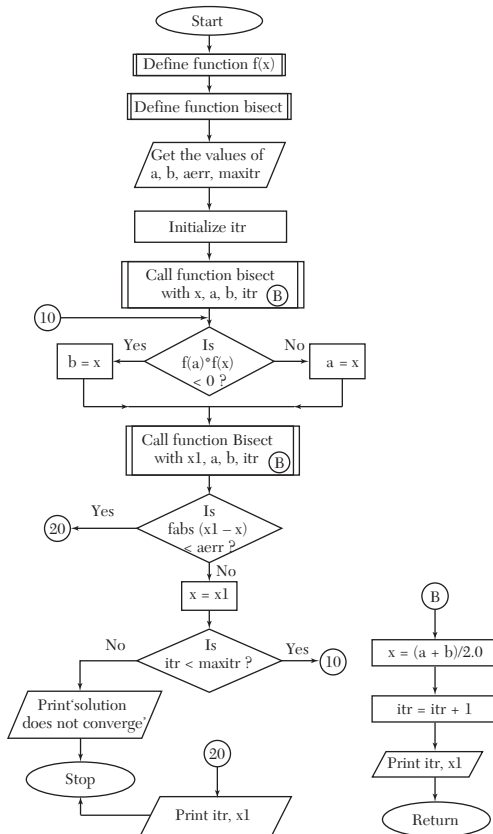 Start
Define function f(x)
Define function bisect
Get the values of
a, b, aerr, maxitr
Initialize itr
Call function bisect
with x, a, b, itr
B
10
Yes
Is
f(a)*f(x)
< 0 ?
No
b = x
a = x
Call function Bisect
with x1, a, b, itr
B
Yes
Is
fabs (x1 – x)
< aerr ?
20
No
x = x1
No
Is
itr < maxitr ?
Yes
10
Print‘solution
does not converge’
Stop
20
Print itr, x1
B
x = (a + b)/2.0
itr = itr + 1
Print itr, x1
Return